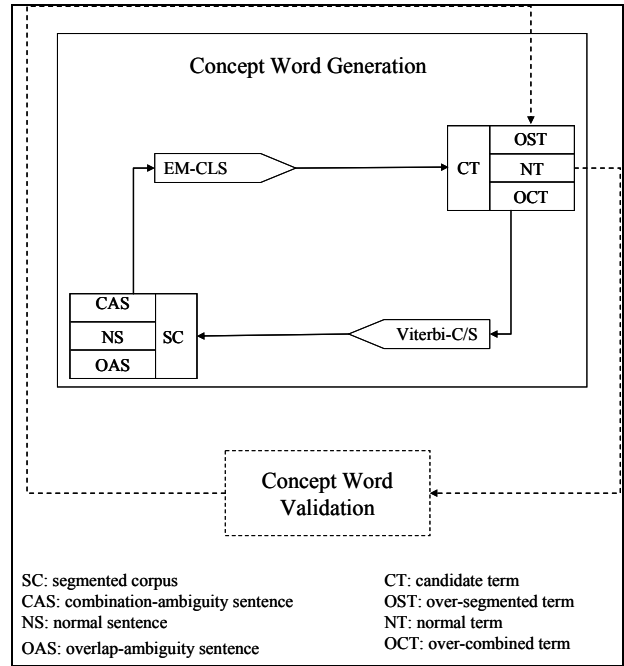 Concept Word Generation
OST
EM-CLS
CT
NT
OCT
CAS
NS
SC
OAS
Viterbi-C/S
Concept Word
Validation
SC: segmented corpus
CAS: combination-ambiguity sentence
NS: normal sentence
OAS: overlap-ambiguity sentence
CT: candidate term
OST: over-segmented term
NT: normal term
OCT: over-combined term